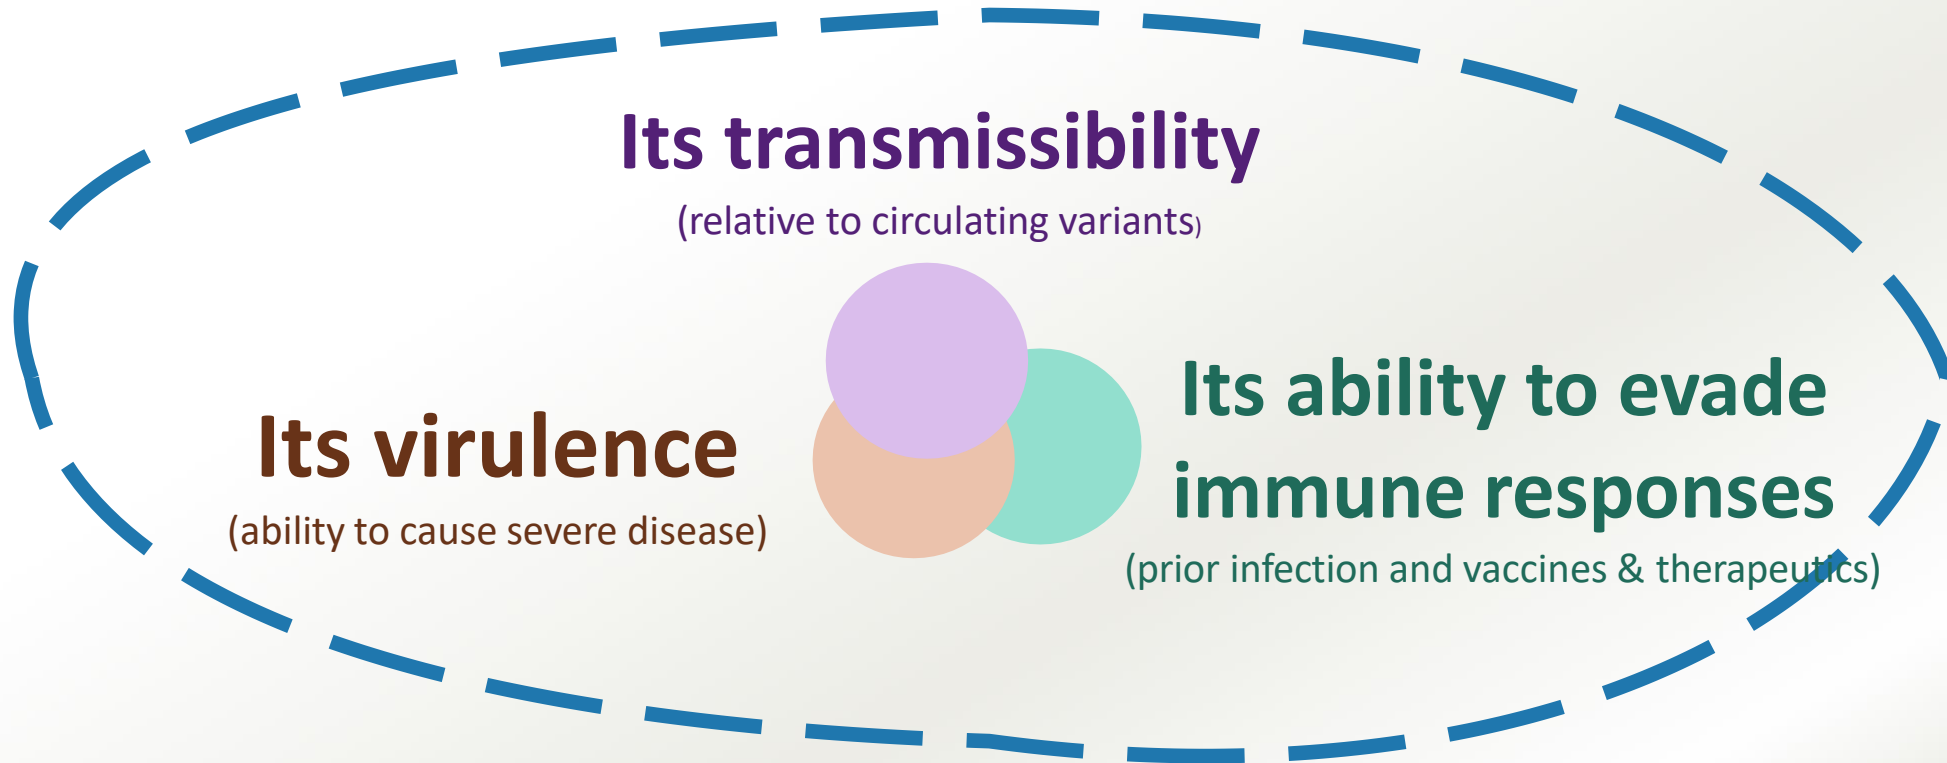 Its transmissibility
(relative to circulating variants)
Its virulence
(ability to cause severe disease)
Its ability to evade
immune responses
(prior infection and vaccines & therapeutics)